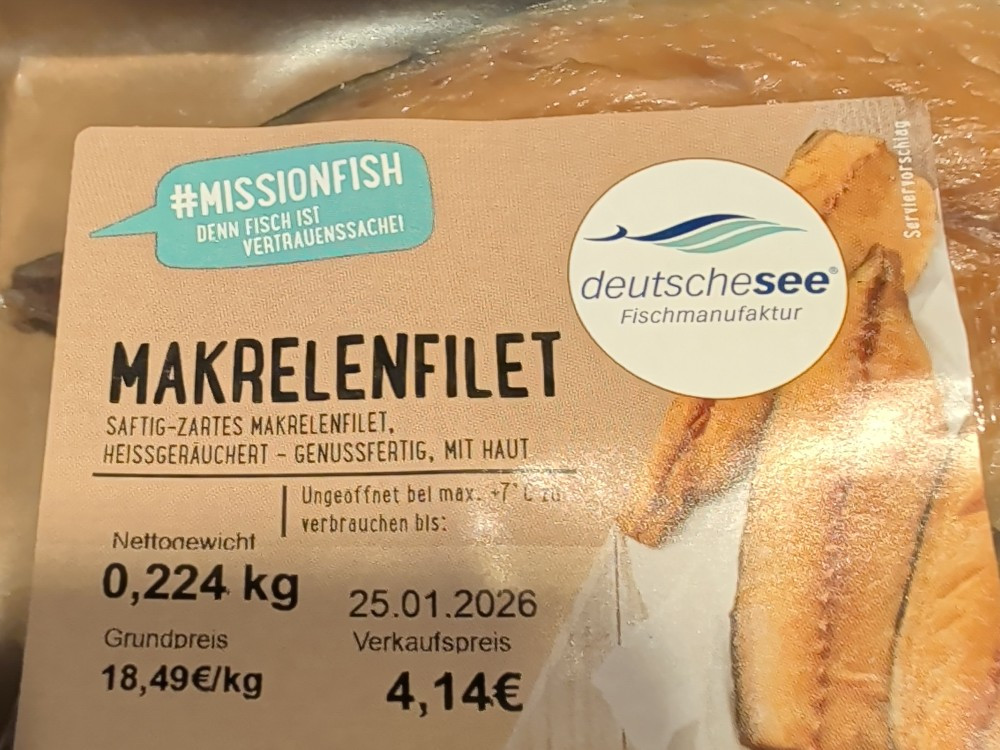 #MISSIONFISH
DENN FISCH IST
VERTRAUENSSACHE!
deutschesee®
Fischmanufaktur
Serviervorschlag
MAKRELENFILET
SAFTIG-ZARTES MAKRELENFILET,
HEISSGERÄUCHERT – GENUSSFERTIG, MIT HAUT
Ungeöffnet bei max. +7°C zu
verbrauchen bis:
Nettogewicht
0,224 kg
25.01.2026
Grundpreis
Verkaufspreis
18,49€/kg
4,14€